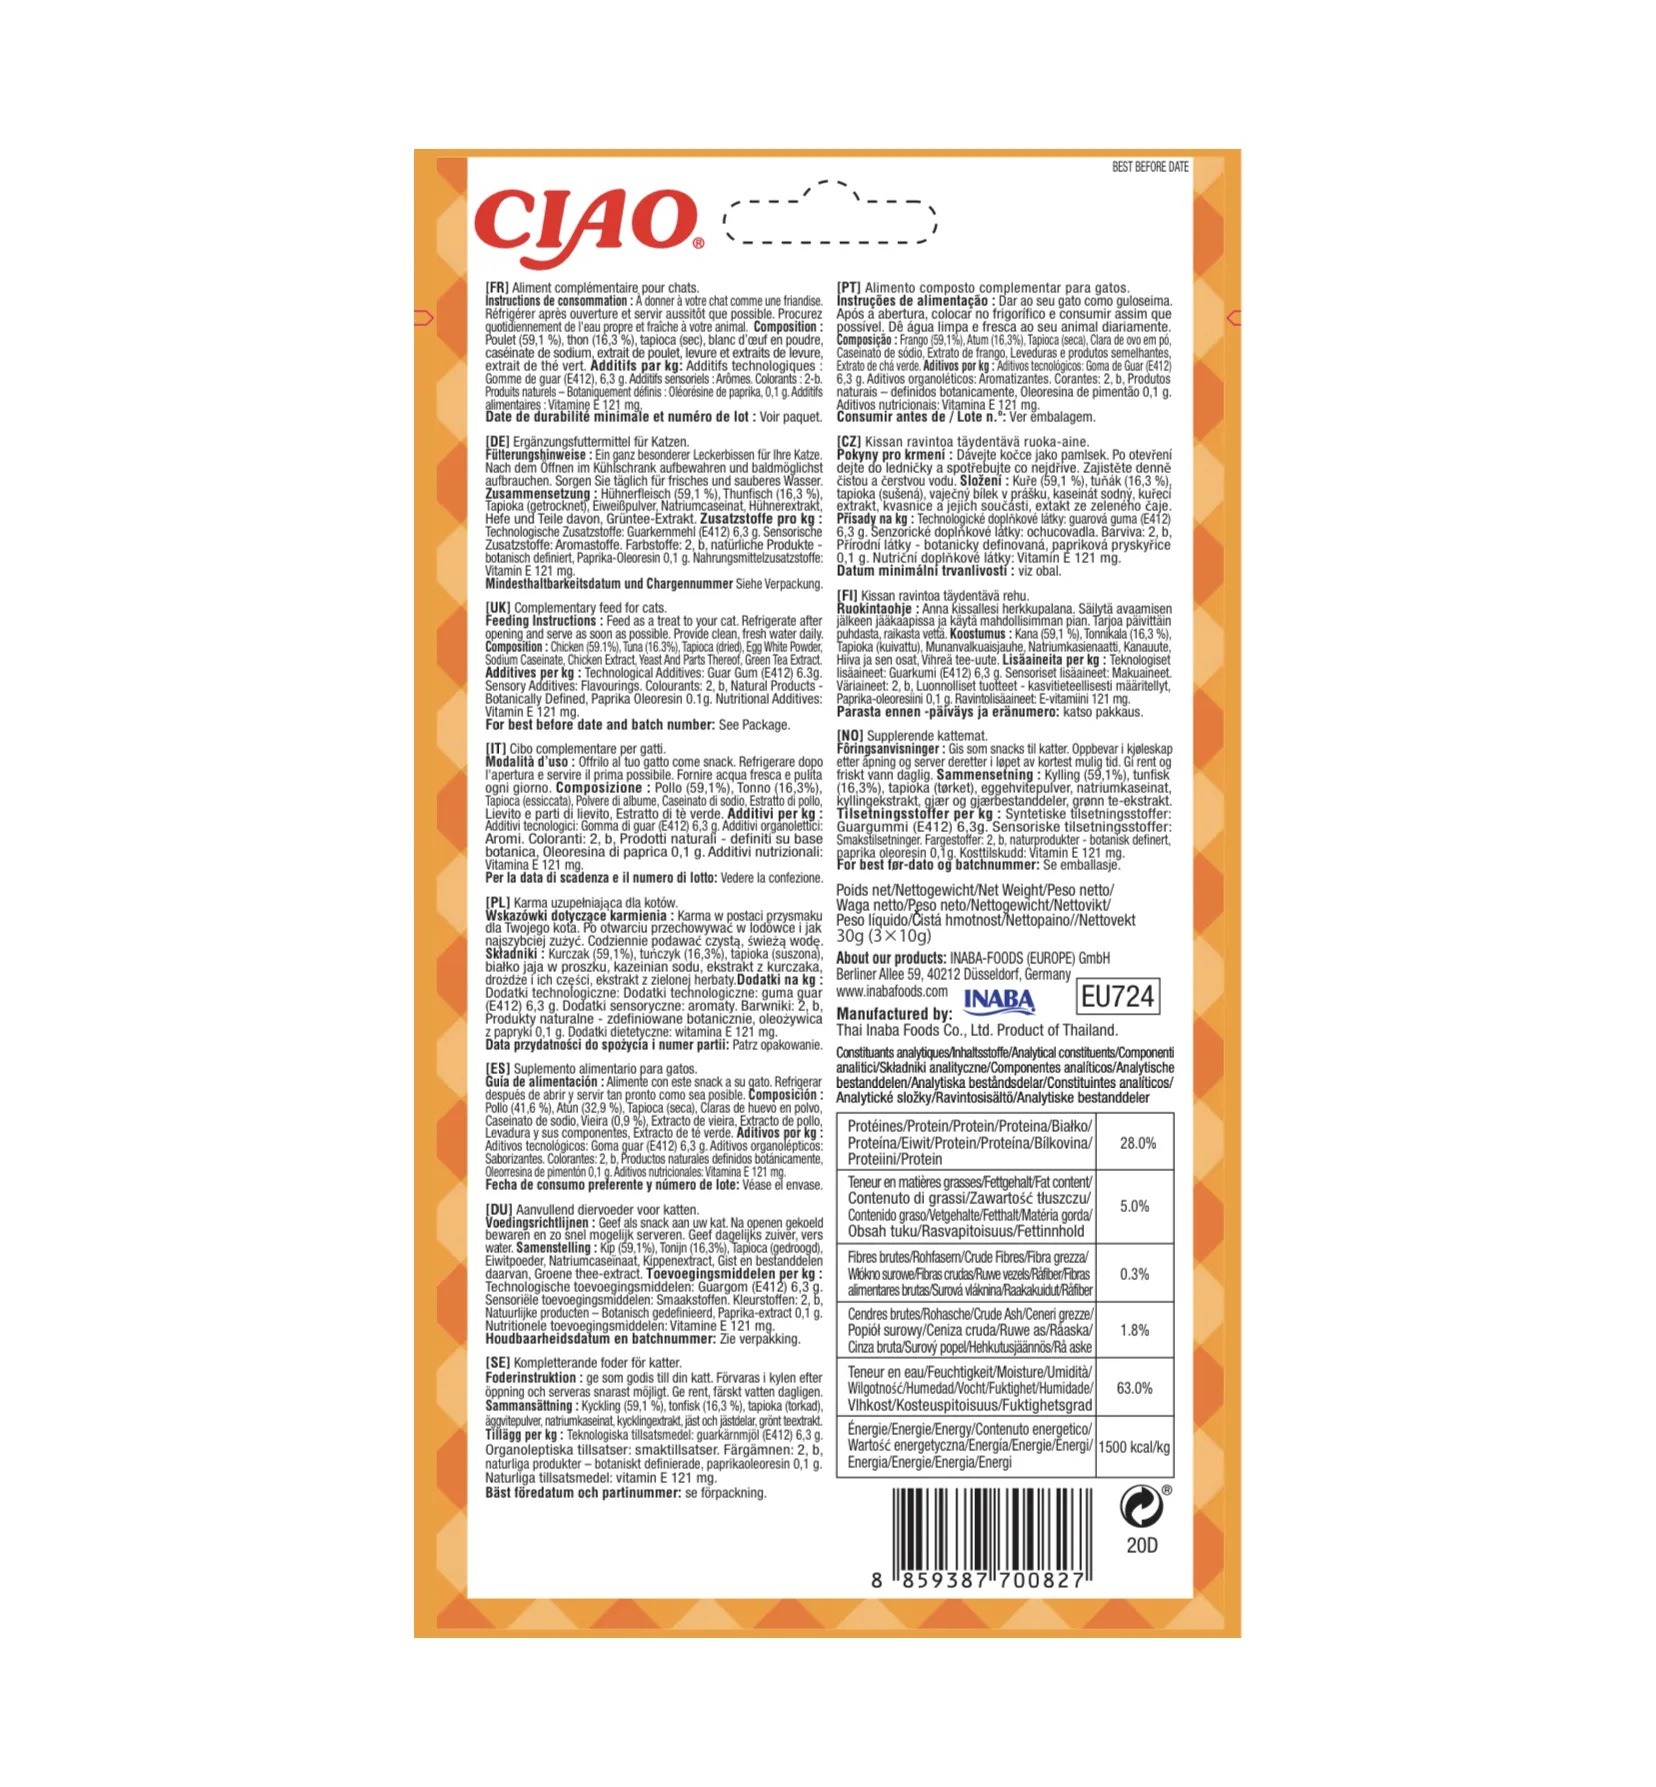 BEST BEFORE DATE
CIAO®
[FR] Aliment complémentaire pour chats.
Instructions de consommation : À donner à votre chat comme une friandise.
Réfrigérer après ouverture et servir aussitôt que possible. Procurez
quotidiennement de l'eau propre et fraîche à votre animal. Composition :
Poulet (59,1 %), thon (16,3 %), tapioca (sec), blanc d'œuf en poudre,
caséinate de sodium, extrait de poulet, levure et extraits de levure,
extrait de thé vert. Additifs par kg: Additifs technologiques :
Gomme de guar (E412), 6,3 g. Additifs sensoriels : Arômes. Colorants : 2-b.
Produits naturels – Botaniquement définis : Oléorésine de paprika, 0,1 g. Additifs
alimentaires : Vitamine E 121 mg.
Date de durabilité minimale et numéro de lot : Voir paquet.
[DE] Ergänzungsfuttermittel für Katzen.
Fütterungshinweise : Ein ganz besonderer Leckerbissen für Ihre Katze.
Nach dem Öffnen im Kühlschrank aufbewahren und baldmöglichst
aufbrauchen. Sorgen Sie täglich für frisches und sauberes Wasser.
Zusammensetzung : Hühnerfleisch (59,1 %), Thunfisch (16,3 %),
Tapioka (getrocknet), Eiweißpulver, Natriumcaseinat, Hühnerextrakt,
Hefe und Teile davon, Grüntee-Extrakt. Zusatzstoffe pro kg :
Technologische Zusatzstoffe: Guarkernmehl (E412) 6,3 g. Sensorische
Zusatzstoffe: Aromastoffe. Farbstoffe: 2, b, natürliche Produkte -
botanisch definiert, Paprika-Oleoresin 0,1 g. Nahrungsmittelzusatzstoffe:
Vitamin E 121 mg.
Mindesthaltbarkeitsdatum und Chargennummer Siehe Verpackung.
[UK] Complementary feed for cats.
Feeding Instructions : Feed as a treat to your cat. Refrigerate after
opening and serve as soon as possible. Provide clean, fresh water daily.
Composition : Chicken (59.1%), Tuna (16.3%), Tapioca (dried), Egg White Powder,
Sodium Caseinate, Chicken Extract, Yeast And Parts Thereof, Green Tea Extract.
Additives per kg : Technological Additives: Guar Gum (E412) 6.3g.
Sensory Additives: Flavourings. Colourants: 2, b, Natural Products -
Botanically Defined, Paprika Oleoresin 0.1g. Nutritional Additives:
Vitamin E 121 mg.
For best before date and batch number: See Package.
[IT] Cibo complementare per gatti.
Modalità d'uso : Offrilo al tuo gatto come snack. Refrigerare dopo
l'apertura e servire il prima possibile. Fornire acqua fresca e pulita
ogni giorno. Composizione : Pollo (59,1%), Tonno (16,3%),
Tapioca (essiccata), Polvere di albume, Caseinato di sodio, Estratto di pollo,
Lievito e parti di lievito, Estratto di tè verde. Additivi per kg :
Additivi tecnologici: Gomma di guar (E412) 6,3 g. Additivi organolettici:
Aromi. Coloranti: 2, b, Prodotti naturali - definiti su base
botanica, Oleoresina di paprica 0,1 g. Additivi nutrizionali:
Vitamina E 121 mg.
Per la data di scadenza e il numero di lotto: Vedere la confezione.
[PL] Karma uzupełniająca dla kotów.
Wskazówki dotyczące karmienia : Karma w postaci przysmaku
dla Twojego kota. Po otwarciu przechowywać w lodówce i jak
najszybciej zużyć. Codziennie podawać czystą, świeżą wodę.
Składniki : Kurczak (59,1%), tuńczyk (16,3%), tapioka (suszona),
białko jaja w proszku, kazeinian sodu, ekstrakt z kurczaka,
drożdże i ich części, ekstrakt z zielonej herbaty.Dodatki na kg :
Dodatki technologiczne: Dodatki technologiczne: guma guar
(E412) 6,3 g. Dodatki sensoryczne: aromaty. Barwniki: 2, b,
Produkty naturalne - zdefiniowane botanicznie, oleożywica
z papryki 0,1 g. Dodatki dietetyczne: witamina E 121 mg.
Data przydatności do spożycia i numer partii: Patrz opakowanie.
[ES] Suplemento alimentario para gatos.
Guía de alimentación : Alimente con este snack a su gato. Refrigerar
después de abrir y servir tan pronto como sea posible. Composición :
Pollo (41,6 %), Atún (32,9 %), Tapioca (seca), Claras de huevo en polvo,
Caseinato de sodio, Vieira (0,9 %), Extracto de vieira, Extracto de pollo,
Levadura y sus componentes, Extracto de té verde. Aditivos por kg :
Aditivos tecnológicos: Goma guar (E412) 6,3 g. Aditivos organolépticos:
Saborizantes. Colorantes: 2, b, Productos naturales definidos botánicamente,
Oleorresina de pimentón 0,1 g. Aditivos nutricionales: Vitamina E 121 mg.
Fecha de consumo preferente y número de lote: Véase el envase.
[DU] Aanvullend diervoeder voor katten.
Voedingsrichtlijnen : Geef als snack aan uw kat. Na openen gekoeld
bewaren en zo snel mogelijk serveren. Geef dagelijks zuiver, vers
water. Samenstelling : Kip (59,1%), Tonijn (16,3%), Tapioca (gedroogd),
Eiwitpoeder, Natriumcaseinaat, Kippenextract, Gist en bestanddelen
daarvan, Groene thee-extract. Toevoegingsmiddelen per kg :
Technologische toevoegingsmiddelen: Guargom (E412) 6,3 g.
Sensoriële toevoegingsmiddelen: Smaakstoffen. Kleurstoffen: 2, b,
Natuurlijke producten – Botanisch gedefinieerd, Paprika-extract 0,1 g.
Nutritionele toevoegingsmiddelen: Vitamine E 121 mg.
Houdbaarheidsdatum en batchnummer: Zie verpakking.
[SE] Kompletterande foder för katter.
Foderinstruktion : ge som godis till din katt. Förvaras i kylen efter
öppning och serveras snarast möjligt. Ge rent, färskt vatten dagligen.
Sammansättning : Kyckling (59,1 %), tonfisk (16,3 %), tapioka (torkad),
äggvitepulver, natriumkaseinat, kycklingextrakt, jäst och jästdelar, grönt teextrakt.
Tillägg per kg : Teknologiska tillsatsmedel: guarkärnmjöl (E412) 6,3 g.
Organoleptiska tillsatser: smaktillsatser. Färgämnen: 2, b,
naturliga produkter – botaniskt definierade, paprikaoleoresin 0,1 g.
Naturliga tillsatsmedel: vitamin E 121 mg.
Bäst föredatum och partinummer: se förpackning.
[PT] Alimento composto complementar para gatos.
Instruções de alimentação : Dar ao seu gato como guloseima.
Após a abertura, colocar no frigorífico e consumir assim que
possível. Dê água limpa e fresca ao seu animal diariamente.
Composição : Frango (59,1%), Atum (16,3%), Tapioca (seca), Clara de ovo em pó,
Caseinato de sódio, Extrato de frango, Leveduras e produtos semelhantes,
Extrato de chá verde. Aditivos por kg : Aditivos tecnológicos: Goma de Guar (E412)
6,3 g. Aditivos organoléticos: Aromatizantes. Corantes: 2, b, Produtos
naturais – definidos botanicamente, Oleoresina de pimentão 0,1 g.
Aditivos nutricionais: Vitamina E 121 mg.
Consumir antes de / Lote n.º: Ver embalagem.
[CZ] Kissan ravintoa täydentävä ruoka-aine.
Pokyny pro krmení : Dávejte kočce jako pamlsek. Po otevření
dejte do ledničky a spotřebujte co nejdříve. Zajistěte denně
čistou a čerstvou vodu. Složení : Kuře (59,1 %), tuňák (16,3 %),
tapioka (sušená), vaječný bílek v prášku, kaseinát sodný, kuřecí
extrakt, kvasnice a jejich součásti, extakt ze zeleného čaje.
Přísady na kg : Technologické doplňkové látky: guarová guma (E412)
6,3 g. Senzorické doplňkové látky: ochucovadla. Barviva: 2, b,
Přírodní látky - botanicky definovaná, papriková pryskyřice
0,1 g. Nutriční doplňkové látky: Vitamín E 121 mg.
Datum minimální trvanlivosti : viz obal.
[FI] Kissan ravintoa täydentävä rehu.
Ruokintaohje : Anna kissallesi herkkupalana. Säilytä avaamisen
jälkeen jääkaapissa ja käytä mahdollisimman pian. Tarjoa päivittäin
puhdasta, raikasta vettä. Koostumus : Kana (59,1 %), Tonnikala (16,3 %),
Tapioka (kuivattu), Munanvalkuaisjauhe, Natriumkasienaatti, Kanauute,
Hiiva ja sen osat, Vihreä tee-uute. Lisäaineita per kg : Teknologiset
lisäaineet: Guarkumi (E412) 6,3 g. Sensoriset lisäaineet: Makuaineet.
Väriaineet: 2, b, Luonnolliset tuotteet - kasvitieteellisesti määritellyt,
Paprika-oleoresiini 0,1 g. Ravintolisäaineet: E-vitamiini 121 mg.
Parasta ennen -päiväys ja eränumero: katso pakkaus.
[NO] Supplerende kattemat.
Fôringsanvisninger : Gis som snacks til katter. Oppbevar i kjøleskap
etter åpning og server deretter i løpet av kortest mulig tid. Gi rent og
friskt vann daglig. Sammensetning : Kylling (59,1%), tunfisk
(16,3%), tapioka (tørket), eggehvitepulver, natriumkaseinat,
kyllingekstrakt, gjær og gjærbestanddeler, grønn te-ekstrakt.
Tilsetningsstoffer per kg : Syntetiske tilsetningsstoffer:
Guargummi (E412) 6,3g. Sensoriske tilsetningsstoffer:
Smakstilsetninger. Fargestoffer: 2, b, naturprodukter - botanisk definert,
paprika oleoresin 0,1g. Kosttilskudd: Vitamin E 121 mg.
For best før-dato og batchnummer: Se emballasje.
Poids net/Nettogewicht/Net Weight/Peso netto/
Waga netto/Peso neto/Nettogewicht/Nettovikt/
Peso líquido/Čistá hmotnost/Nettopaino//Nettovekt
30g (3×10g)
About our products: INABA-FOODS (EUROPE) GmbH
Berliner Allee 59, 40212 Düsseldorf, Germany
www.inabafoods.com INABA EU724
Manufactured by:
Thai Inaba Foods Co., Ltd. Product of Thailand.
Constituants analytiques/Inhaltsstoffe/Analytical constituents/Componenti
analitici/Składniki analityczne/Componentes analíticos/Analytische
bestanddelen/Analytiska beståndsdelar/Constituintes analíticos/
Analytické složky/Ravintosisältö/Analytiske bestanddeler
Protéines/Protein/Protein/Proteina/Białko/
Proteína/Eiwit/Protein/Proteína/Bílkovina/
Proteiini/Protein
28.0%
Teneur en matières grasses/Fettgehalt/Fat content/
Contenuto di grassi/Zawartość tłuszczu/
Contenido graso/Vetgehalte/Fetthalt/Matéria gorda/
Obsah tuku/Rasvapitoisuus/Fettinnhold
5.0%
Fibres brutes/Rohfasern/Crude Fibres/Fibra grezza/
Włókno surowe/Fibras crudas/Ruwe vezels/Råfiber/Fibras
alimentares brutas/Surová vláknina/Raakakuidut/Råfiber
0.3%
Cendres brutes/Rohasche/Crude Ash/Ceneri grezze/
Popiół surowy/Ceniza cruda/Ruwe as/Råaska/
Cinza bruta/Surový popel/Hehkutusjäännös/Rå aske
1.8%
Teneur en eau/Feuchtigkeit/Moisture/Umidità/
Wilgotność/Humedad/Vocht/Fuktighet/Humidade/
Vlhkost/Kosteuspitoisuus/Fuktighetsgrad
63.0%
Énergie/Energie/Energy/Contenuto energetico/
Wartość energetyczna/Energía/Energie/Energi/
Energia/Energie/Energia/Energi
1500 kcal/kg
8 859387 700827
®
20D